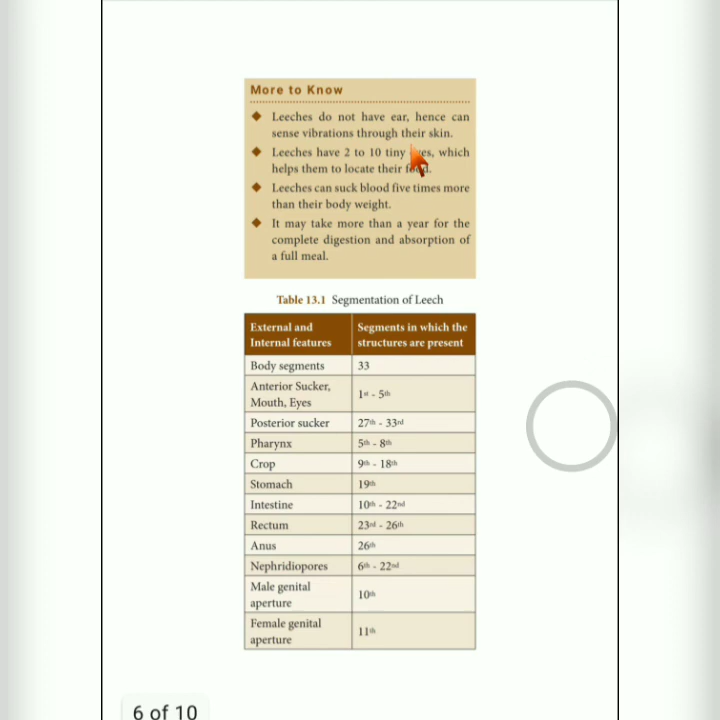 More to Know
◆ Leeches do not have ear, hence can
sense vibrations through their skin.
◆ Leeches have 2 to 10 tiny which
helps them to locate their
◆ Leeches can suck blood five times more
than their body weight.
◆ It may take more than a year for the
complete digestion and absorption of
a full meal.
Table 13.1 Segmentation of Leech
External and Internal features
Segments in which the structures are present
Body segments 33
Anterior Sucker, Mouth, Eyes 1st - 5th
Posterior sucker 27th - 33rd
Pharynx 5th - 8th
Crop 9th - 18th
Stomach 19th
Intestine 10th - 22nd
Rectum 23rd - 26th
Anus 26th
Nephridiopores 6th - 22nd
Male genital aperture 10th
Female genital aperture 11th
6 of 10